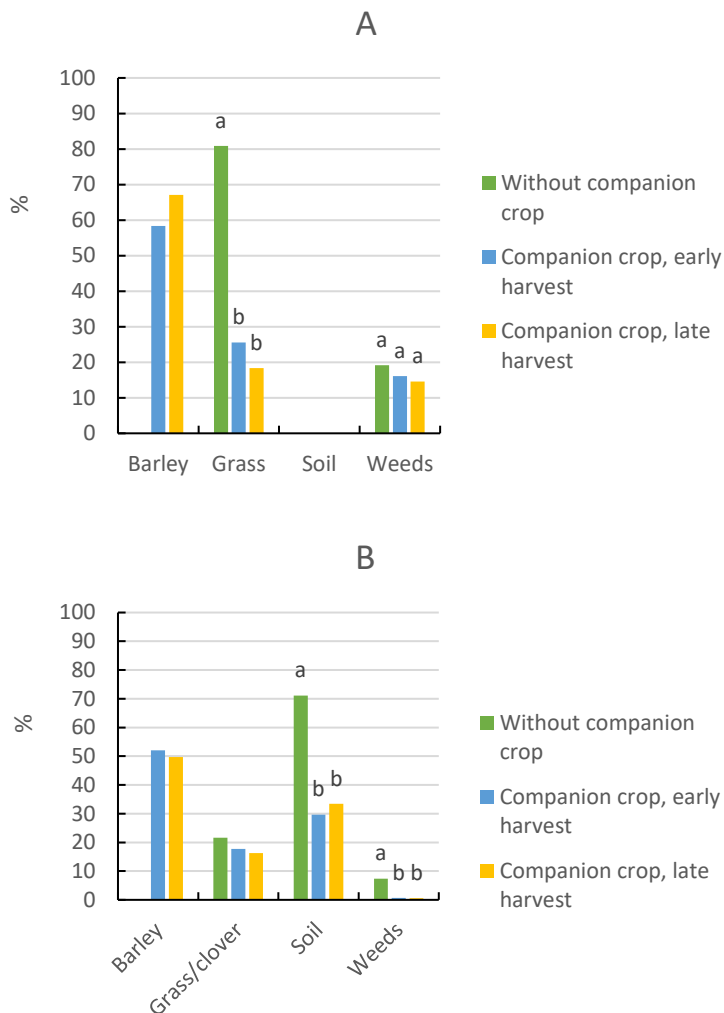 A
100
90
80
70
60
50
40
30
20
10
0
%
a
b
b
a
a
a
Barley
Grass
Soil
Weeds
Without companion
crop
Companion crop, early
harvest
Companion crop, late
harvest
B
100
90
80
70
60
50
40
30
20
10
0
%
a
b
b
a
b
b
Barley
Grass/clover
Soil
Weeds
Without companion
crop
Companion crop, early
harvest
Companion crop, late
harvest